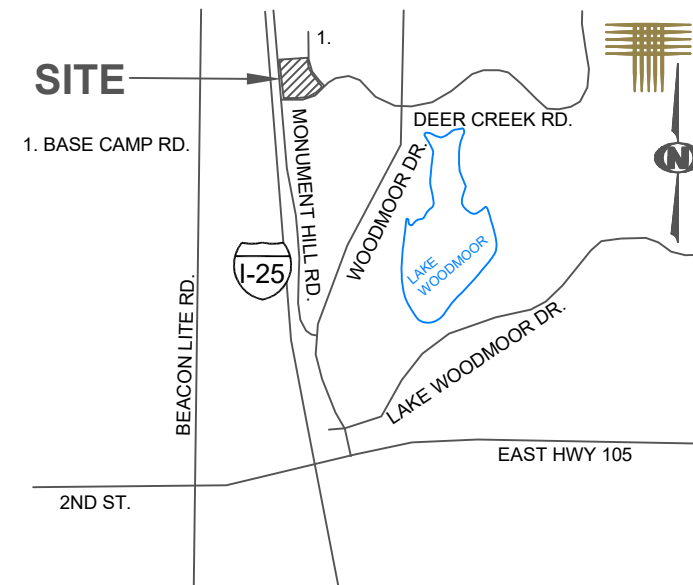 1.
SITE
DEER CREEK RD.
1. BASE CAMP RD.
N
MONUMENT HILL RD.
WOODMOOR DR.
LAKE
WOODMOOR
I-25
BEACON LITE RD.
LAKE WOODMOOR DR.
EAST HWY 105
2ND ST.